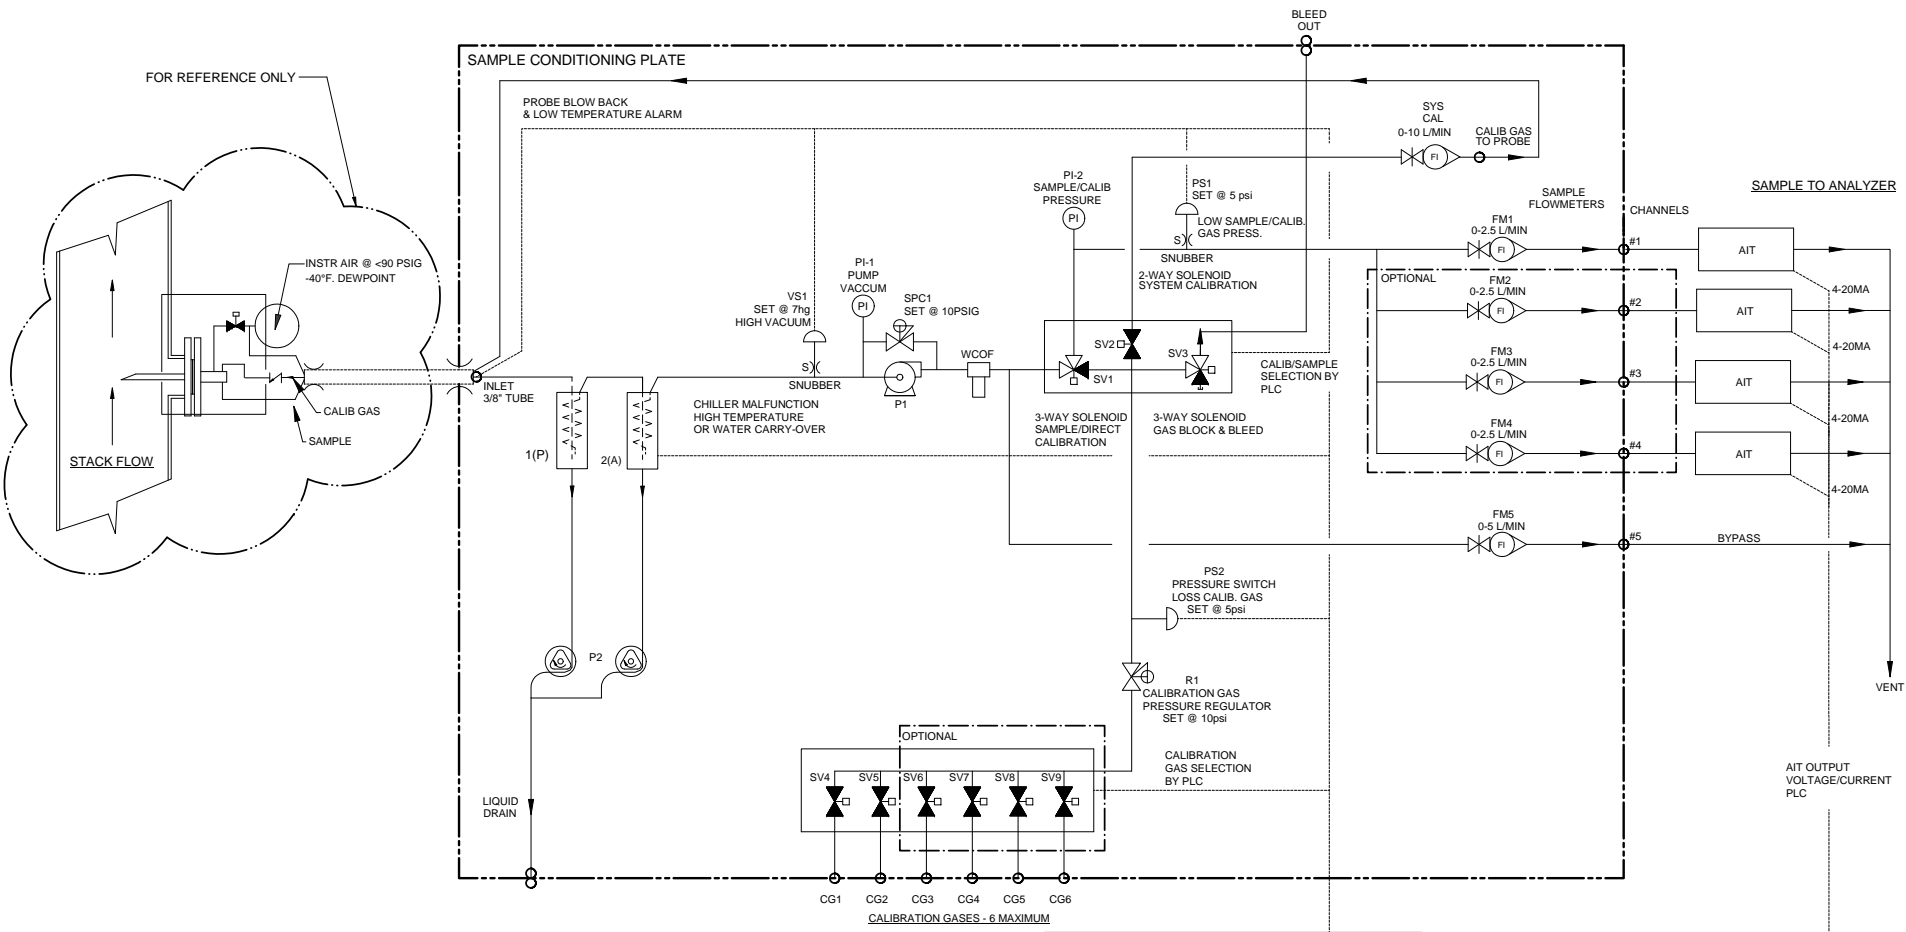 BLEED
OUT
SAMPLE CONDITIONING PLATE
FOR REFERENCE ONLY
PROBE BLOW BACK
& LOW TEMPERATURE ALARM
SYS
CAL
0-10 L/MIN
FI
CALIB GAS
TO PROBE
PI-2
SAMPLE/CALIB
PRESSURE
PI
PS1
SET @ 5 psi
LOW SAMPLE/CALIB.
GAS PRESS.
S
SNUBBER
SAMPLE
FLOWMETERS
CHANNELS
SAMPLE TO ANALYZER
FM1
0-2.5 L/MIN
FI
#1
AIT
4-20MA
OPTIONAL
FM2
0-2.5 L/MIN
FI
#2
AIT
4-20MA
FM3
0-2.5 L/MIN
FI
#3
AIT
4-20MA
FM4
0-2.5 L/MIN
FI
#4
AIT
4-20MA
FM5
0-5 L/MIN
FI
#5
BYPASS
VENT
AIT OUTPUT
VOLTAGE/CURRENT
PLC
INSTR AIR @ <90 PSIG
-40°F. DEWPOINT
CALIB GAS
SAMPLE
STACK FLOW
INLET
3/8" TUBE
1(P)
2(A)
VS1
SET @ 7hg
HIGH VACUUM
S
SNUBBER
PI-1
PUMP
VACCUM
PI
SPC1
SET @ 10PSIG
P1
WCOF
CHILLER MALFUNCTION
HIGH TEMPERATURE
OR WATER CARRY-OVER
2-WAY SOLENOID
SYSTEM CALIBRATION
SV2
SV3
SV1
CALIB/SAMPLE
SELECTION BY
PLC
3-WAY SOLENOID
SAMPLE/DIRECT
CALIBRATION
3-WAY SOLENOID
GAS BLOCK & BLEED
PS2
PRESSURE SWITCH
LOSS CALIB. GAS
SET @ 5psi
P2
R1
CALIBRATION GAS
PRESSURE REGULATOR
SET @ 10psi
OPTIONAL
CALIBRATION
GAS SELECTION
BY PLC
SV4 SV5 SV6 SV7 SV8 SV9
LIQUID
DRAIN
CG1 CG2 CG3 CG4 CG5 CG6
CALIBRATION GASES - 6 MAXIMUM